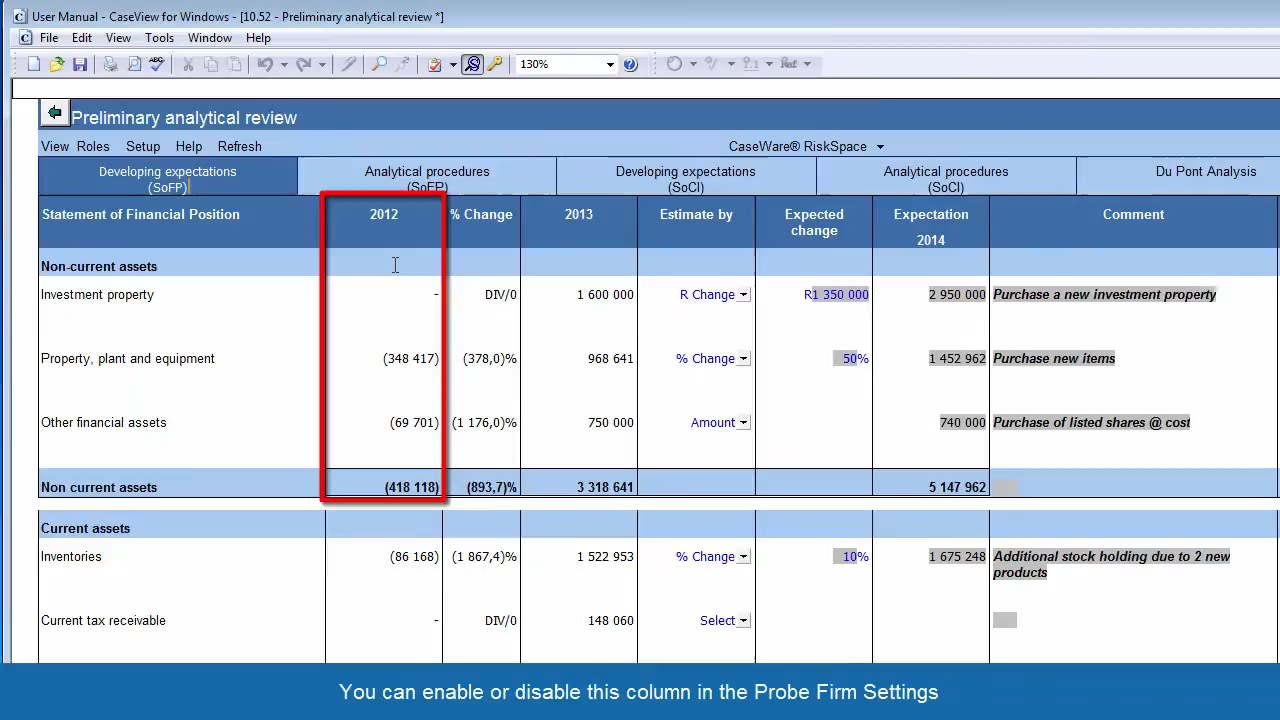 User Manual - CaseView for Windows - [10.52 - Preliminary analytical review *]
File Edit View Tools Window Help
130%
Preliminary analytical review
View Roles Setup Help Refresh CaseWare® RiskSpace
Developing expectations (SoFP) Analytical procedures (SoFP) Developing expectations (SoCI) Analytical procedures (SoCI) Du Pont Analysis
Statement of Financial Position 2012 % Change 2013 Estimate by Expected change Expectation 2014 Comment
Non-current assets
Investment property - DIV/0 1 600 000 R Change R1 350 000 2 950 000 Purchase a new investment property
Property, plant and equipment (348 417) (378,0)% 968 641 % Change 50% 1 452 962 Purchase new items
Other financial assets (69 701) (1 176,0)% 750 000 Amount 740 000 Purchase of listed shares @ cost
Non current assets (418 118) (893,7)% 3 318 641 5 147 962
Current assets
Inventories (86 168) (1 867,4)% 1 522 953 % Change 10% 1 675 248 Additional stock holding due to 2 new products
Current tax receivable - DIV/0 148 060 Select
You can enable or disable this column in the Probe Firm Settings